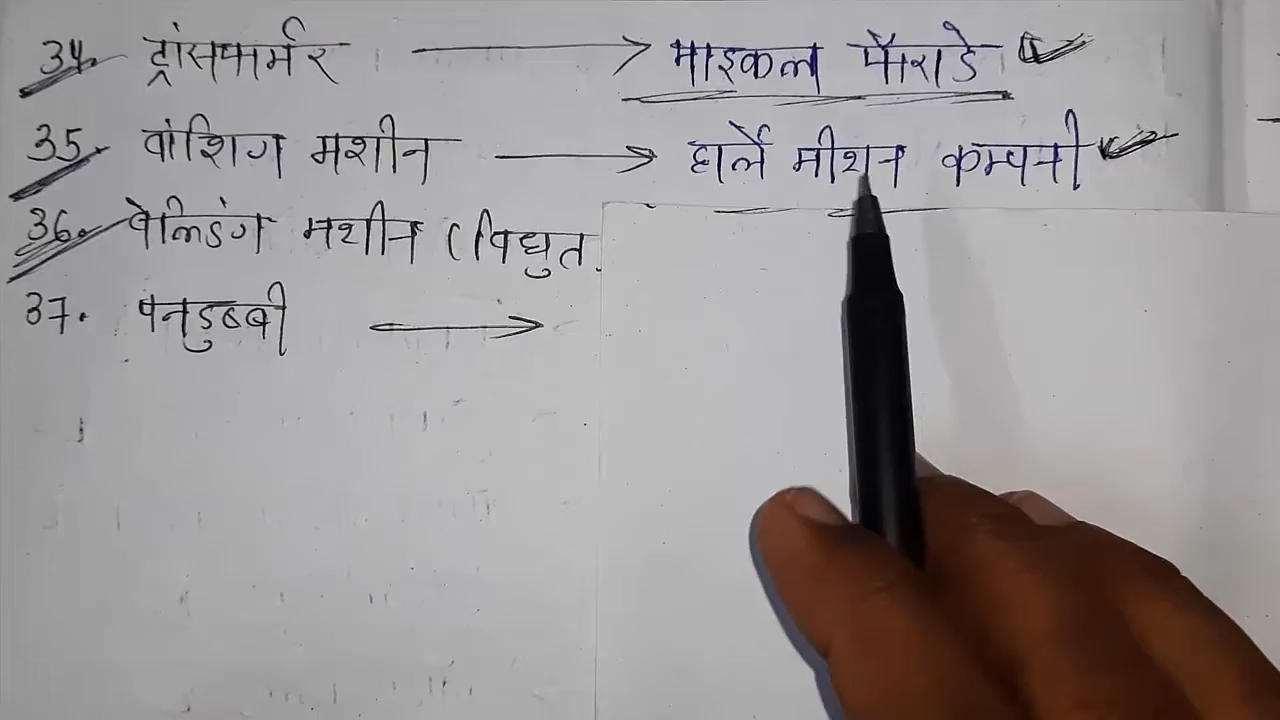 34. ट्रांसफार्मर → माइकल फॅराडे
35. वांशिग मशीन → हार्ले मीशन कम्पनी
36. वेल्डिंग मशीन (विधुत
37. पनडुब्बी →